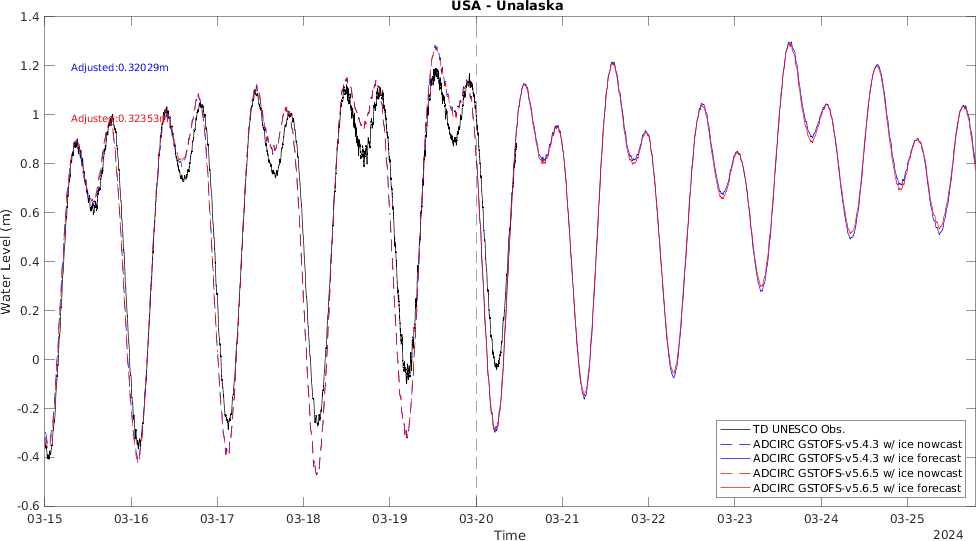 USA - Unalaska
1.4
1.2
1
0.8
0.6
0.4
0.2
0
-0.2
-0.4
-0.6
Water Level (m)
Adjusted:0.32029m
Adjusted:0.32353m
TD UNESCO Obs.
ADCIRC GSTOFS-v5.4.3 w/ ice nowcast
ADCIRC GSTOFS-v5.4.3 w/ ice forecast
ADCIRC GSTOFS-v5.6.5 w/ ice nowcast
ADCIRC GSTOFS-v5.6.5 w/ ice forecast
03-15 03-16 03-17 03-18 03-19 03-20 03-21 03-22 03-23 03-24 03-25
Time
2024